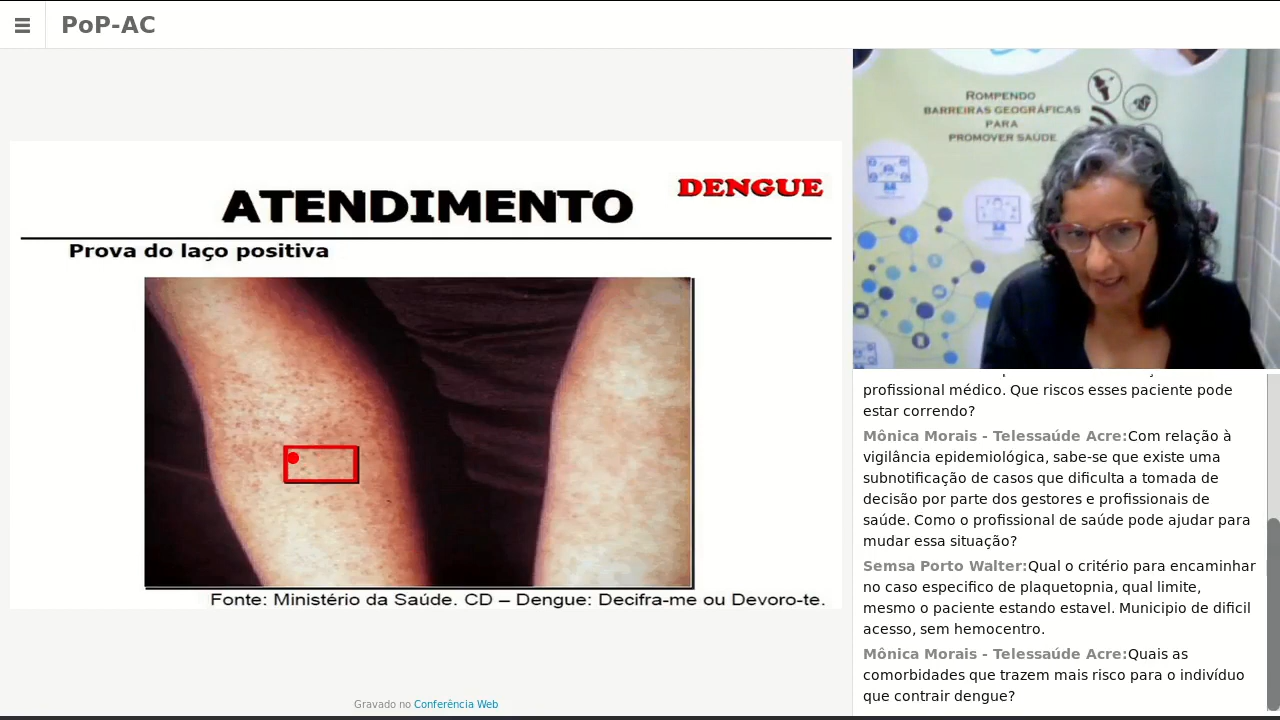 PoP-AC
ATENDIMENTO
DENGUE
Prova do laço positiva
Fonte: Ministério da Saúde. CD – Dengue: Decifra-me ou Devoro-te.
Gravado no Conferência Web
ROMPENDO
BARREIRAS GEOGRÁFICAS
PARA
PROMOVER SAÚDE
profissional médico. Que riscos esses paciente pode
estar correndo?
Mônica Morais - Telessaúde Acre:Com relação à
vigilância epidemiológica, sabe-se que existe uma
subnotificação de casos que dificulta a tomada de
decisão por parte dos gestores e profissionais de
saúde. Como o profissional de saúde pode ajudar para
mudar essa situação?
Semsa Porto Walter:Qual o critério para encaminhar
no caso especifico de plaquetopnia, qual limite,
mesmo o paciente estando estavel. Municipio de dificil
acesso, sem hemocentro.
Mônica Morais - Telessaúde Acre:Quais as
comorbidades que trazem mais risco para o indivíduo
que contrair dengue?